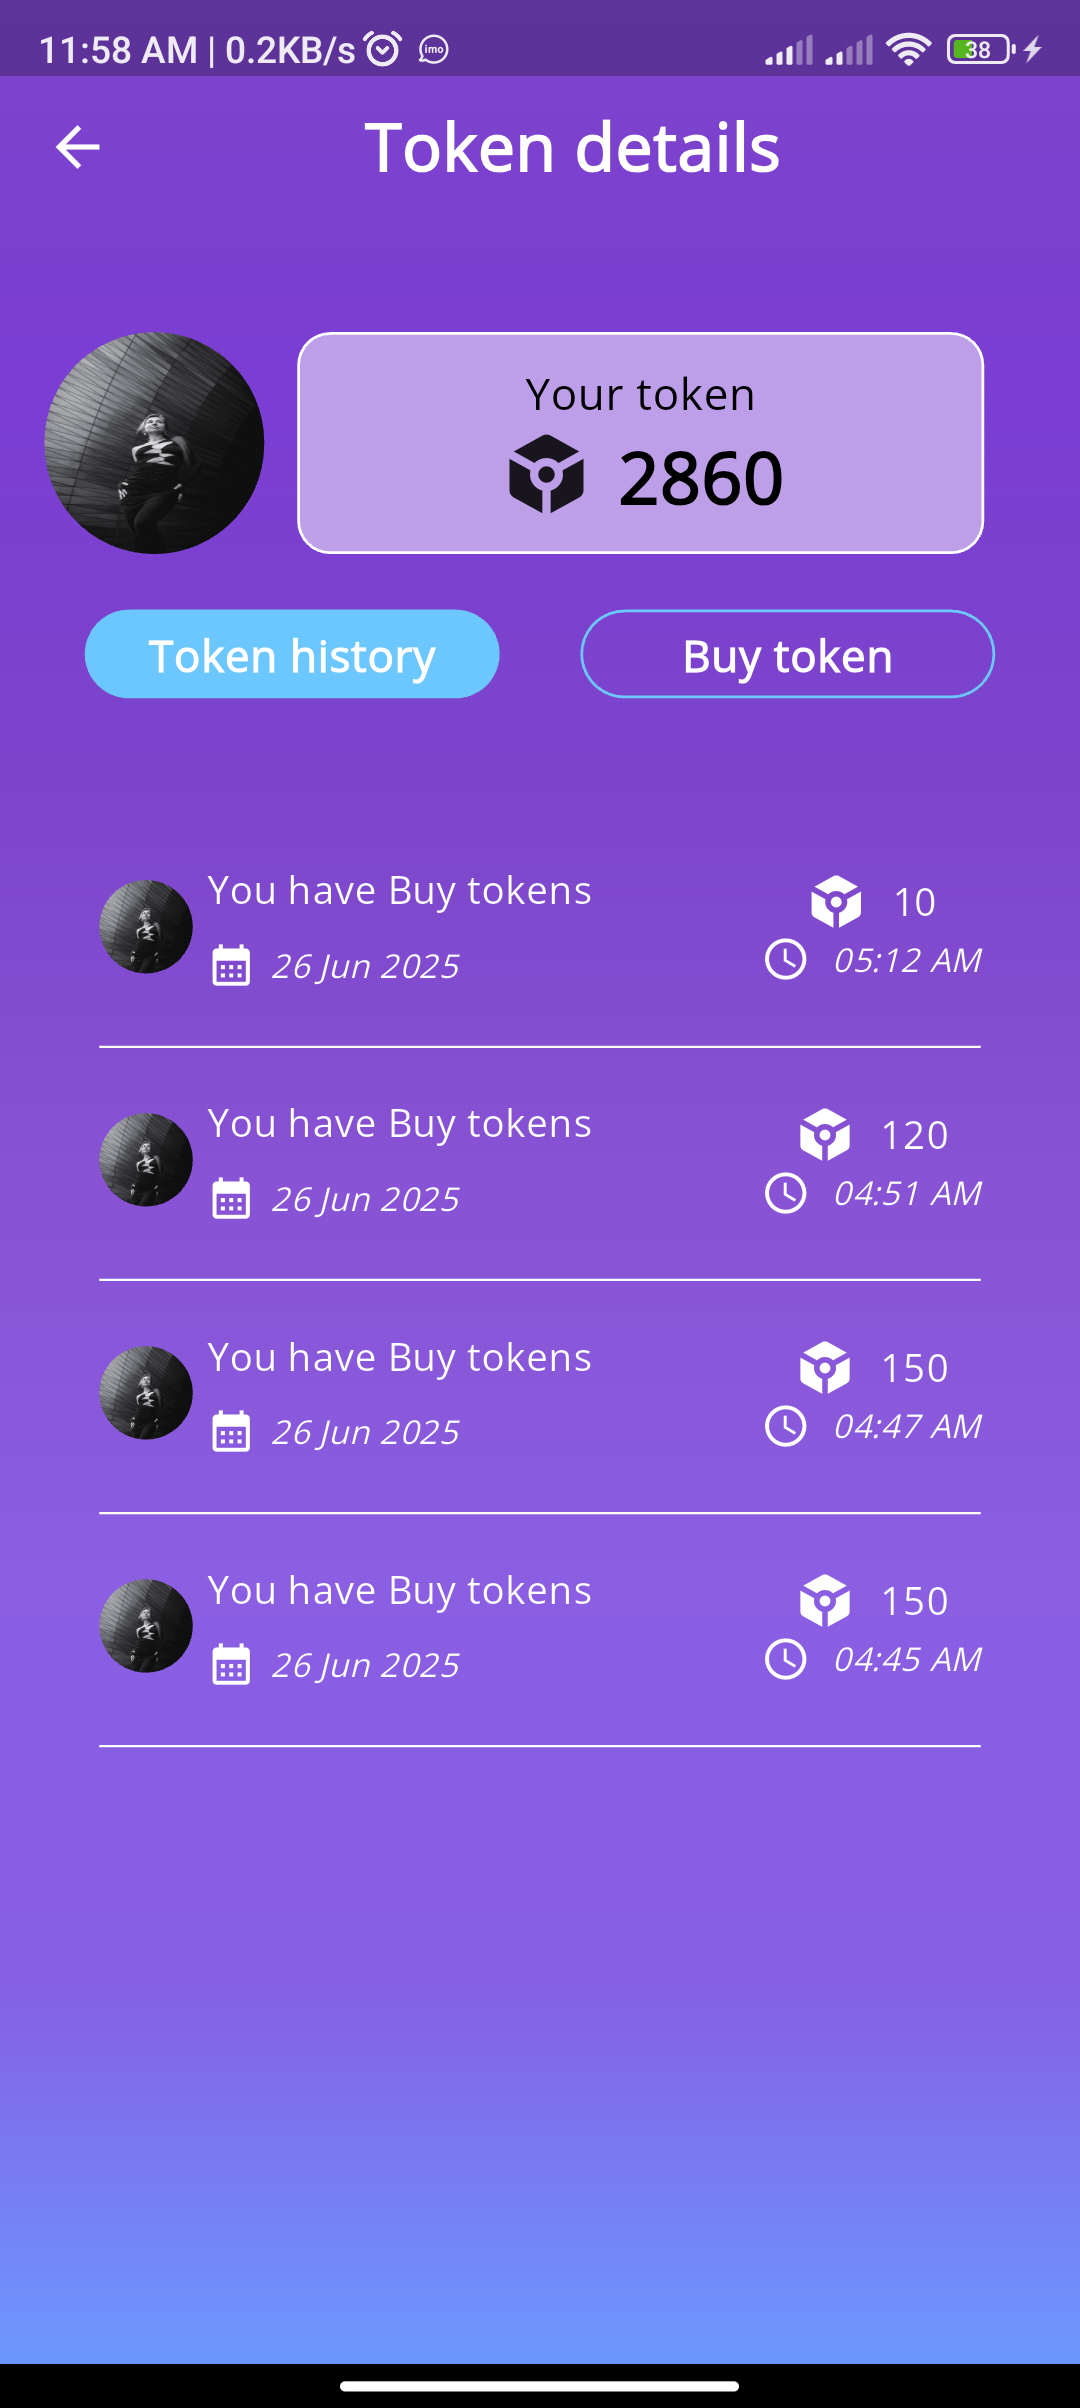 11:58 AM | 0.2KB/s imo 38
Token details
Your token
2860
Token history Buy token
You have Buy tokens 10
26 Jun 2025 05:12 AM
You have Buy tokens 120
26 Jun 2025 04:51 AM
You have Buy tokens 150
26 Jun 2025 04:47 AM
You have Buy tokens 150
26 Jun 2025 04:45 AM